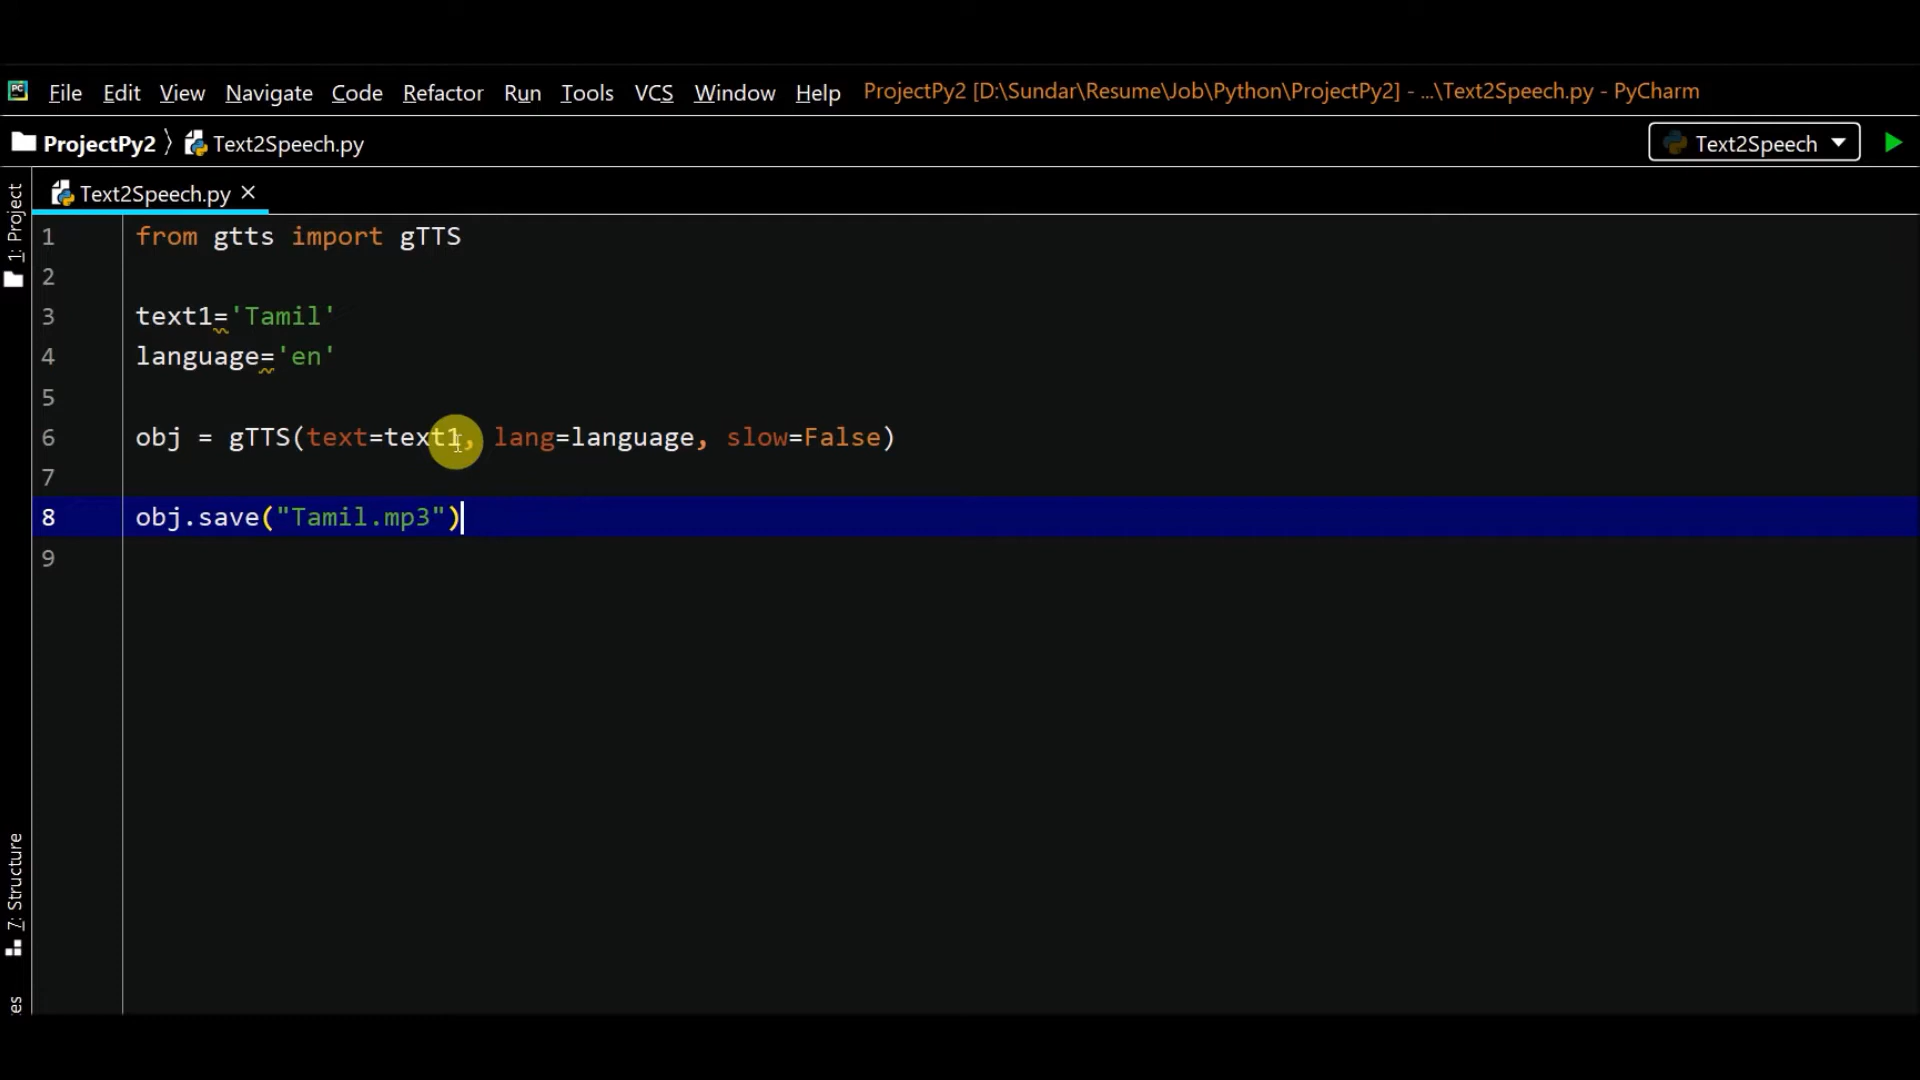 File Edit View Navigate Code Refactor Run Tools VCS Window Help ProjectPy2 [D:\Sundar\Resume\Job\Python\ProjectPy2] - ...\Text2Speech.py - PyCharm
ProjectPy2 Text2Speech.py Text2Speech
Text2Speech.py
1: Project
1 from gtts import gTTS
2
3 text1='Tamil'
4 language='en'
5
6 obj = gTTS(text=text1, lang=language, slow=False)
7
8 obj.save("Tamil.mp3")
9
7: Structure
es